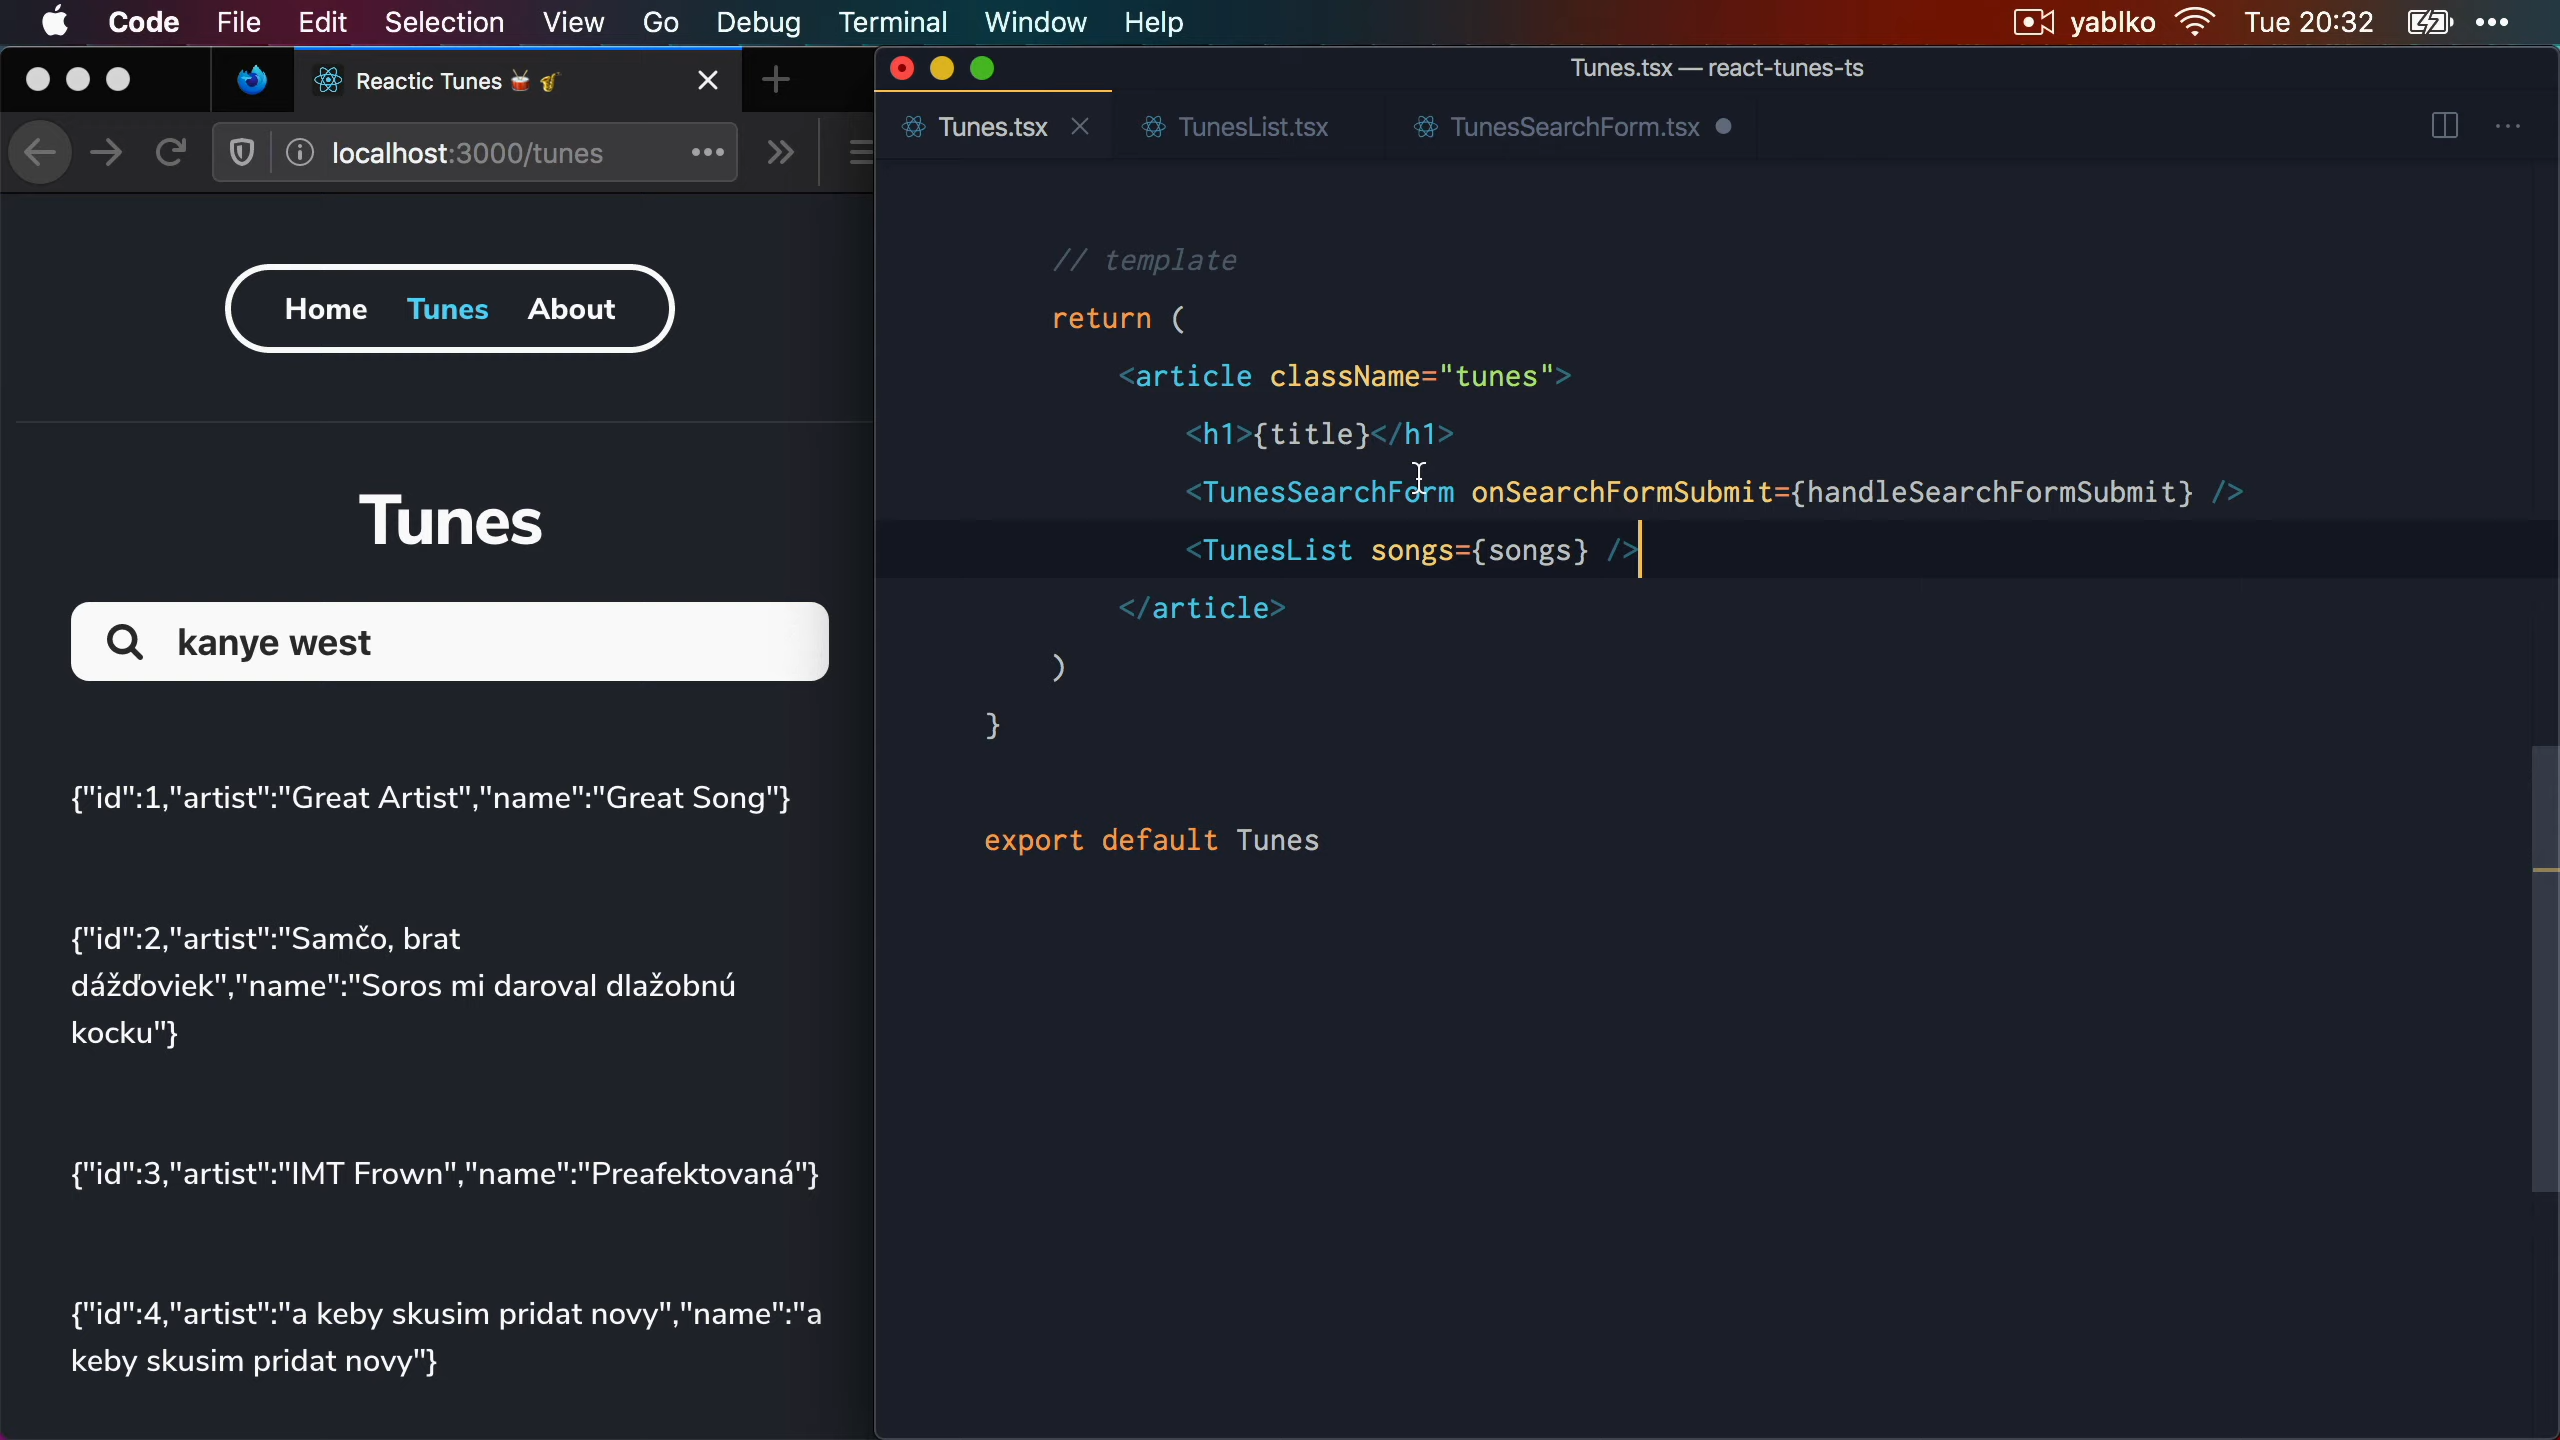 Code File Edit Selection View Go Debug Terminal Window Help yablko Tue 20:32
Reactic Tunes
localhost:3000/tunes
Home Tunes About
Tunes
kanye west
{"id":1,"artist":"Great Artist","name":"Great Song"}
{"id":2,"artist":"Samčo, brat
dážďoviek","name":"Soros mi daroval dlažobnú
kocku"}
{"id":3,"artist":"IMT Frown","name":"Preafektovaná"}
{"id":4,"artist":"a keby skusim pridat novy","name":"a
keby skusim pridat novy"}
Tunes.tsx — react-tunes-ts
Tunes.tsx TunesList.tsx TunesSearchForm.tsx
// template
return (
<article className="tunes">
<h1>{title}</h1>
<TunesSearchForm onSearchFormSubmit={handleSearchFormSubmit} />
<TunesList songs={songs} />
</article>
)
}
export default Tunes